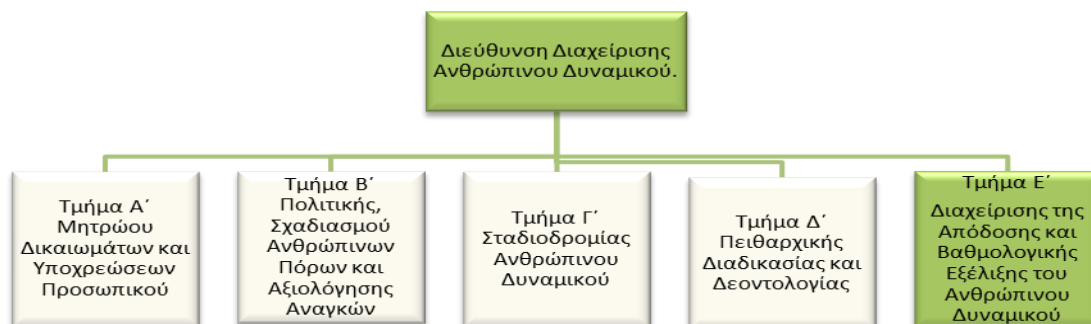 Διεύθυνση Διαχείρισης
Ανθρώπινου Δυναμικού.
Τμήμα Α΄
Μητρώου
Δικαιωμάτων και
Υποχρεώσεων
Προσωπικού
Τμήμα Β΄
Πολιτικής,
Σχαδιασμού
Ανθρώπινων
Πόρων και
Αξιολόγησης
Αναγκών
Τμήμα Γ΄
Σταδιοδρομίας
Ανθρώπινου
Δυναμικού
Τμήμα Δ΄
Πειθαρχικής
Διαδικασίας και
Δεοντολογίας
Τμήμα Ε΄
Διαχείρισης της
Απόδοσης και
Βαθμολογικής
Εξέλιξης του
Ανθρώπινου
Δυναμικού